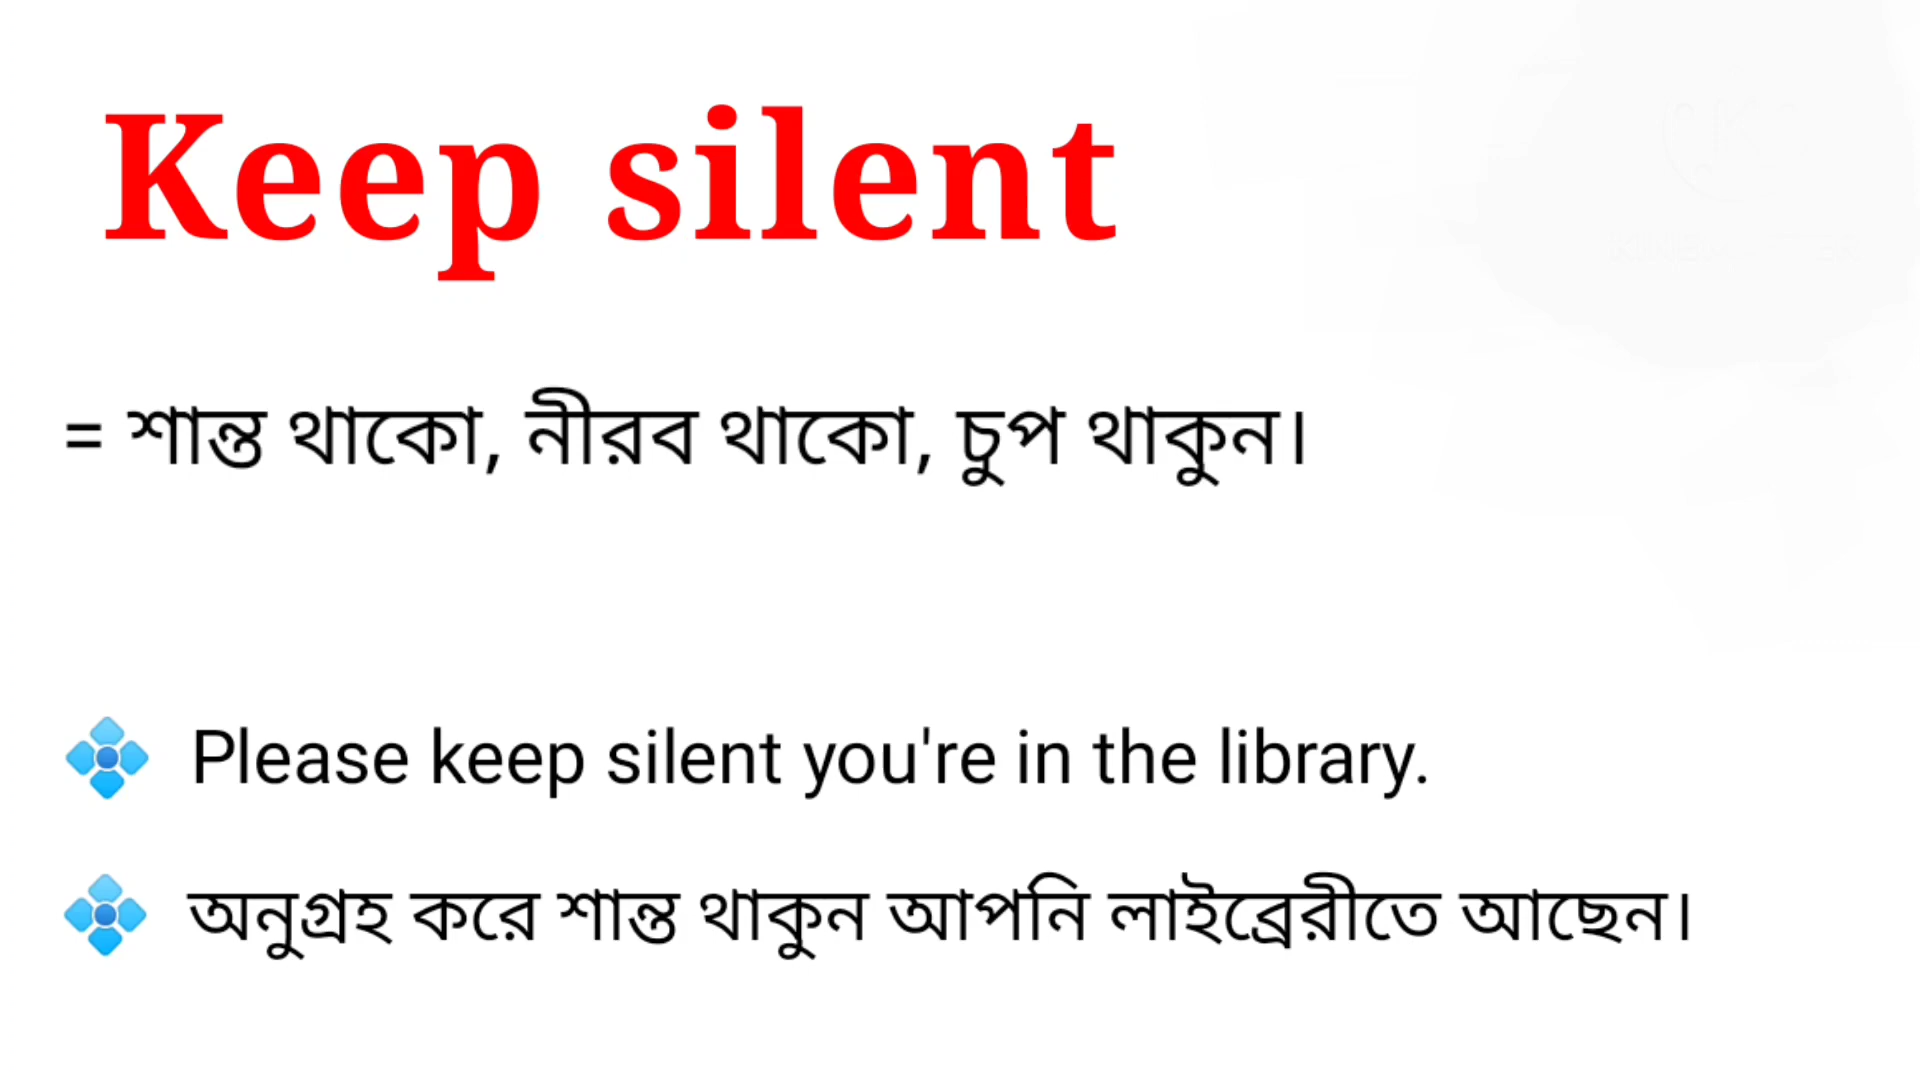 Keep silent
= শান্ত থাকো, নীরব থাকো, চুপ থাকুন।
Please keep silent you're in the library.
অনুগ্রহ করে শান্ত থাকুন আপনি লাইব্রেরীতে আছেন।